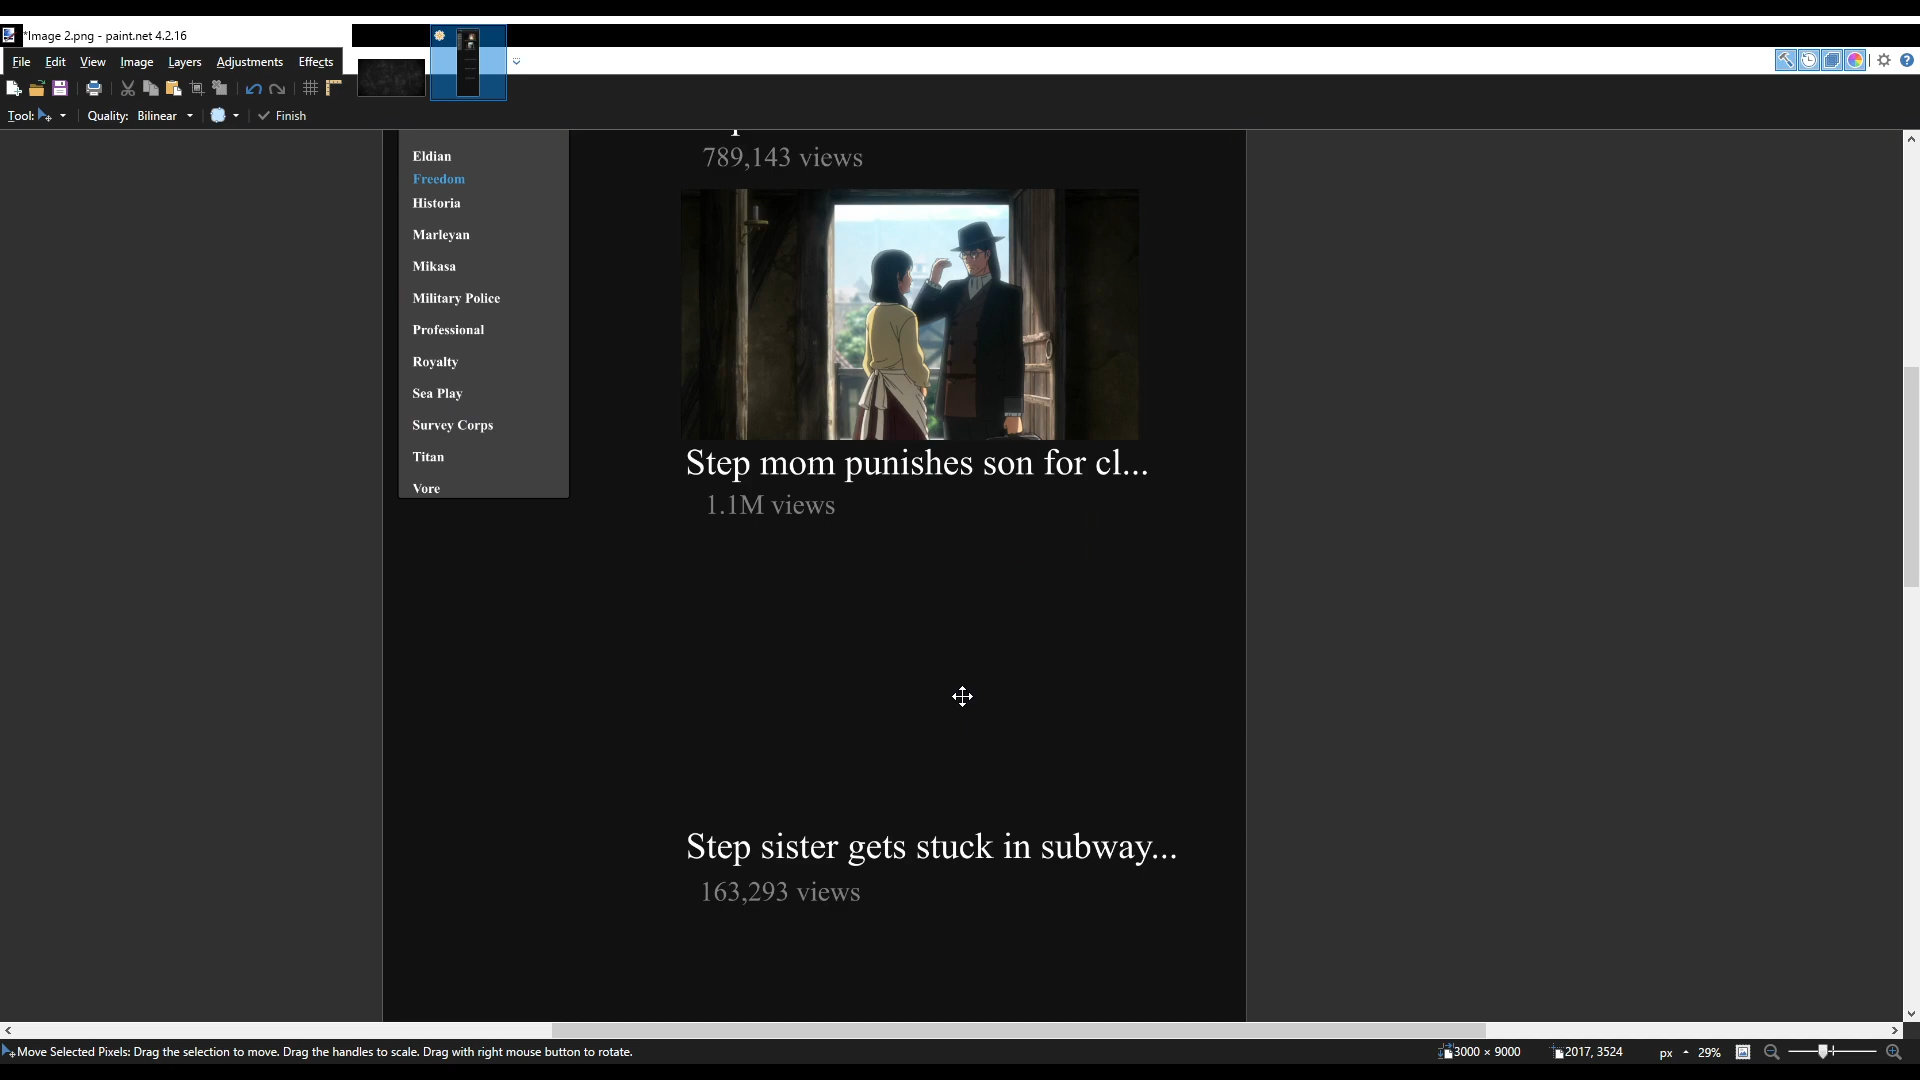 *Image 2.png - paint.net 4.2.16
File Edit View Image Layers Adjustments Effects
Tool: Quality: Bilinear Finish
789,143 views
Eldian
Freedom
Historia
Marleyan
Mikasa
Military Police
Professional
Royalty
Sea Play
Survey Corps
Titan
Vore
Step mom punishes son for cl...
1.1M views
Step sister gets stuck in subway...
163,293 views
Move Selected Pixels: Drag the selection to move. Drag the handles to scale. Drag with right mouse button to rotate.
3000 × 9000 2017, 3524 px 29%